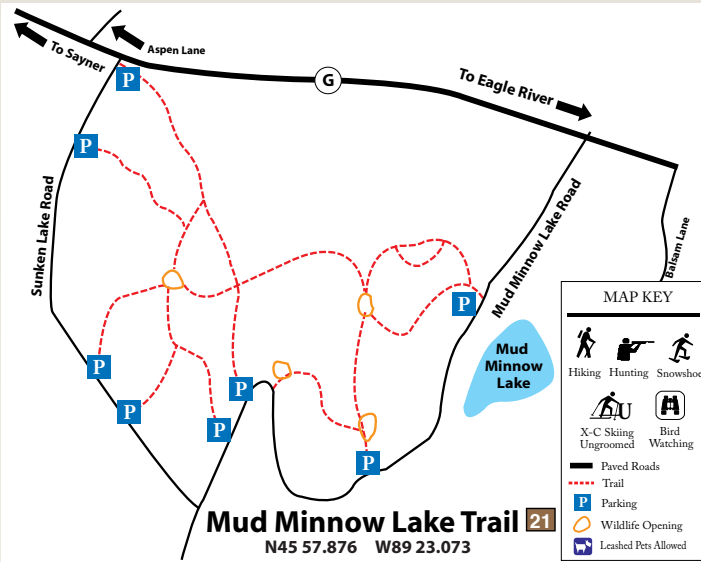 To Sayner
Aspen Lane
G
To Eagle River
P
P
Sunken Lake Road
Mud Minnow Lake Road
Balsam Lane
P
P
P
P
P
P
Mud
Minnow
Lake
MAP KEY
Hiking Hunting Snowshoe
X-C Skiing
Ungroomed
Bird
Watching
Paved Roads
Trail
P Parking
Wildlife Opening
Leashed Pets Allowed
Mud Minnow Lake Trail 21
N45 57.876 W89 23.073